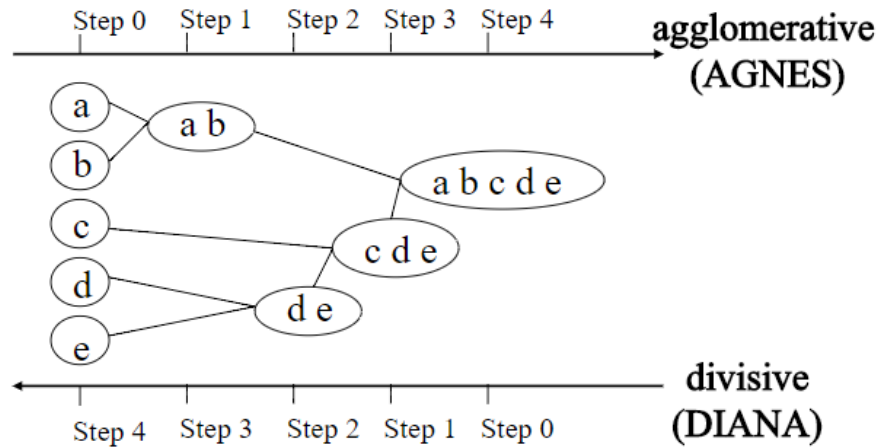 Step 0 Step 1 Step 2 Step 3 Step 4
agglomerative
(AGNES)
a
a b
b
a b c d e
c
c d e
d
d e
e
divisive
(DIANA)
Step 4 Step 3 Step 2 Step 1 Step 0